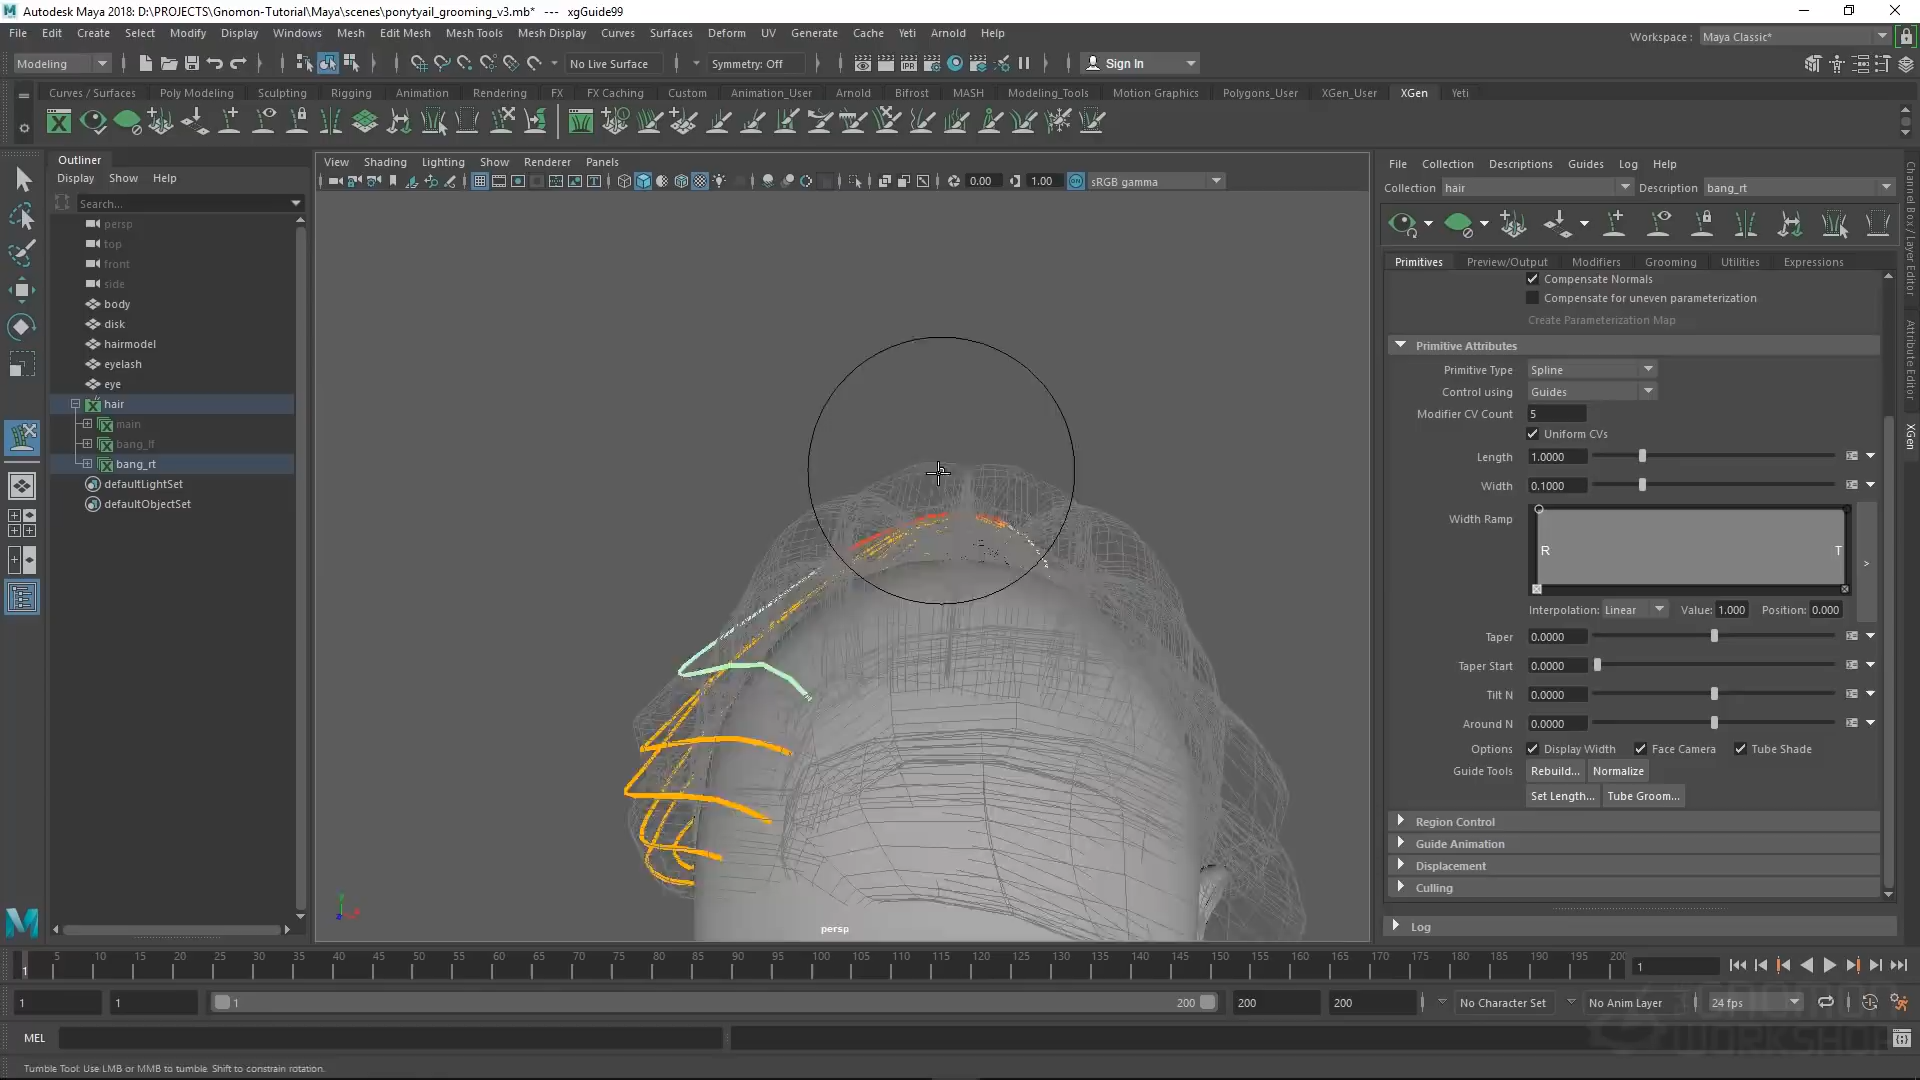 Autodesk Maya 2018: D:\PROJECTS\Gnomon-Tutorial\Maya\scenes\ponytyail_grooming_v3.mb* --- xgGuide99
File Edit Create Select Modify Display Windows Mesh Edit Mesh Mesh Tools Mesh Display Curves Surfaces Deform UV Generate Cache Yeti Arnold Help
Workspace : Maya Classic*
Modeling No Live Surface Symmetry: Off Sign In
Curves / Surfaces Poly Modeling Sculpting Rigging Animation Rendering FX FX Caching Custom Animation_User Arnold Bifrost MASH Modeling_Tools Motion Graphics Polygons_User XGen_User XGen Yeti
Outliner
Display Show Help
Search...
persp
top
front
side
body
disk
hairmodel
eyelash
eye
hair
main
bang_lf
bang_rt
defaultLightSet
defaultObjectSet
View Shading Lighting Show Renderer Panels
0.00 1.00 sRGB gamma
persp
File Collection Descriptions Guides Log Help
Collection hair Description bang_rt
Primitives Preview/Output Modifiers Grooming Utilities Expressions
Compensate Normals
Compensate for uneven parameterization
Create Parameterization Map
Primitive Attributes
Primitive Type Spline
Control using Guides
Modifier CV Count 5
Uniform CVs
Length 1.0000
Width 0.1000
Width Ramp
R T
Interpolation: Linear Value: 1.000 Position: 0.000
Taper 0.0000
Taper Start 0.0000
Tilt N 0.0000
Around N 0.0000
Options Display Width Face Camera Tube Shade
Guide Tools Rebuild... Normalize
Set Length... Tube Groom...
Region Control
Guide Animation
Displacement
Culling
Log
Channel Box / Layer Editor
Attribute Editor
XGen
1 5 10 15 20 25 30 35 40 45 50 55 60 65 70 75 80 85 90 95 100 105 110 115 120 125 130 135 140 145 150 155 160 165 170 175 180 185 190 195 200 1
1 1 1 200 200 200 No Character Set No Anim Layer 24 fps
MEL
Tumble Tool: Use LMB or MMB to tumble. Shift to constrain rotation.